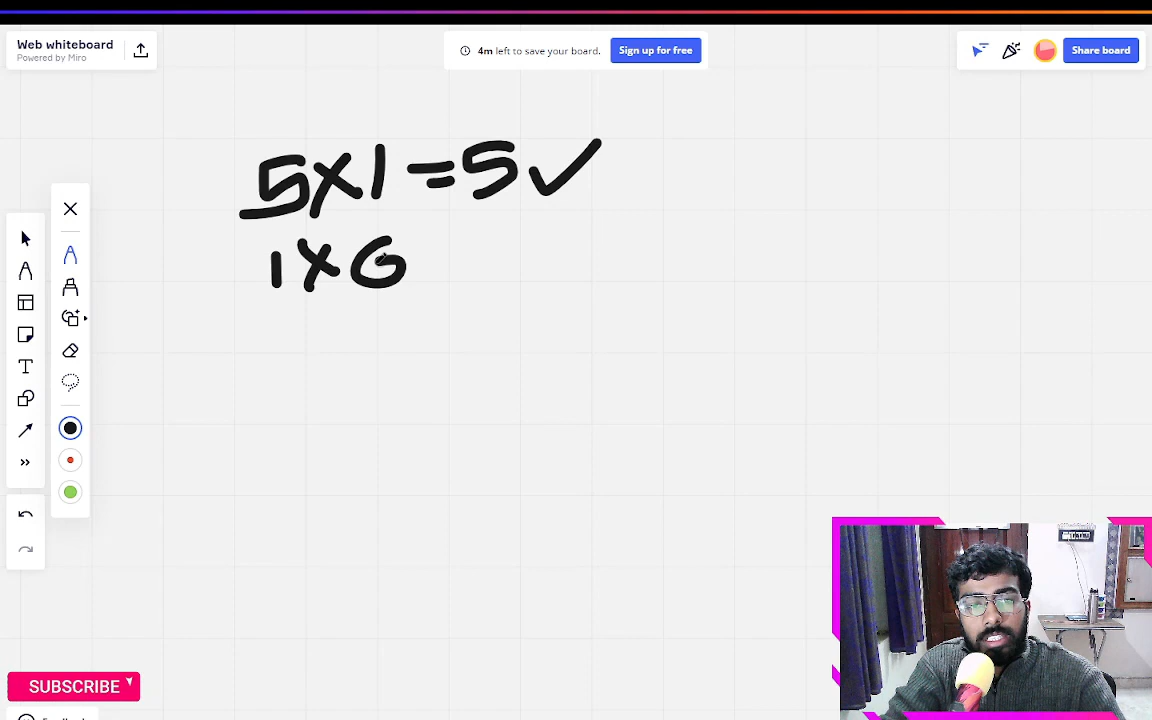 Web whiteboard
Powered by Miro
4m left to save your board.
Sign up for free
Share board
5x1=5✓
1x6
T
SUBSCRIBE